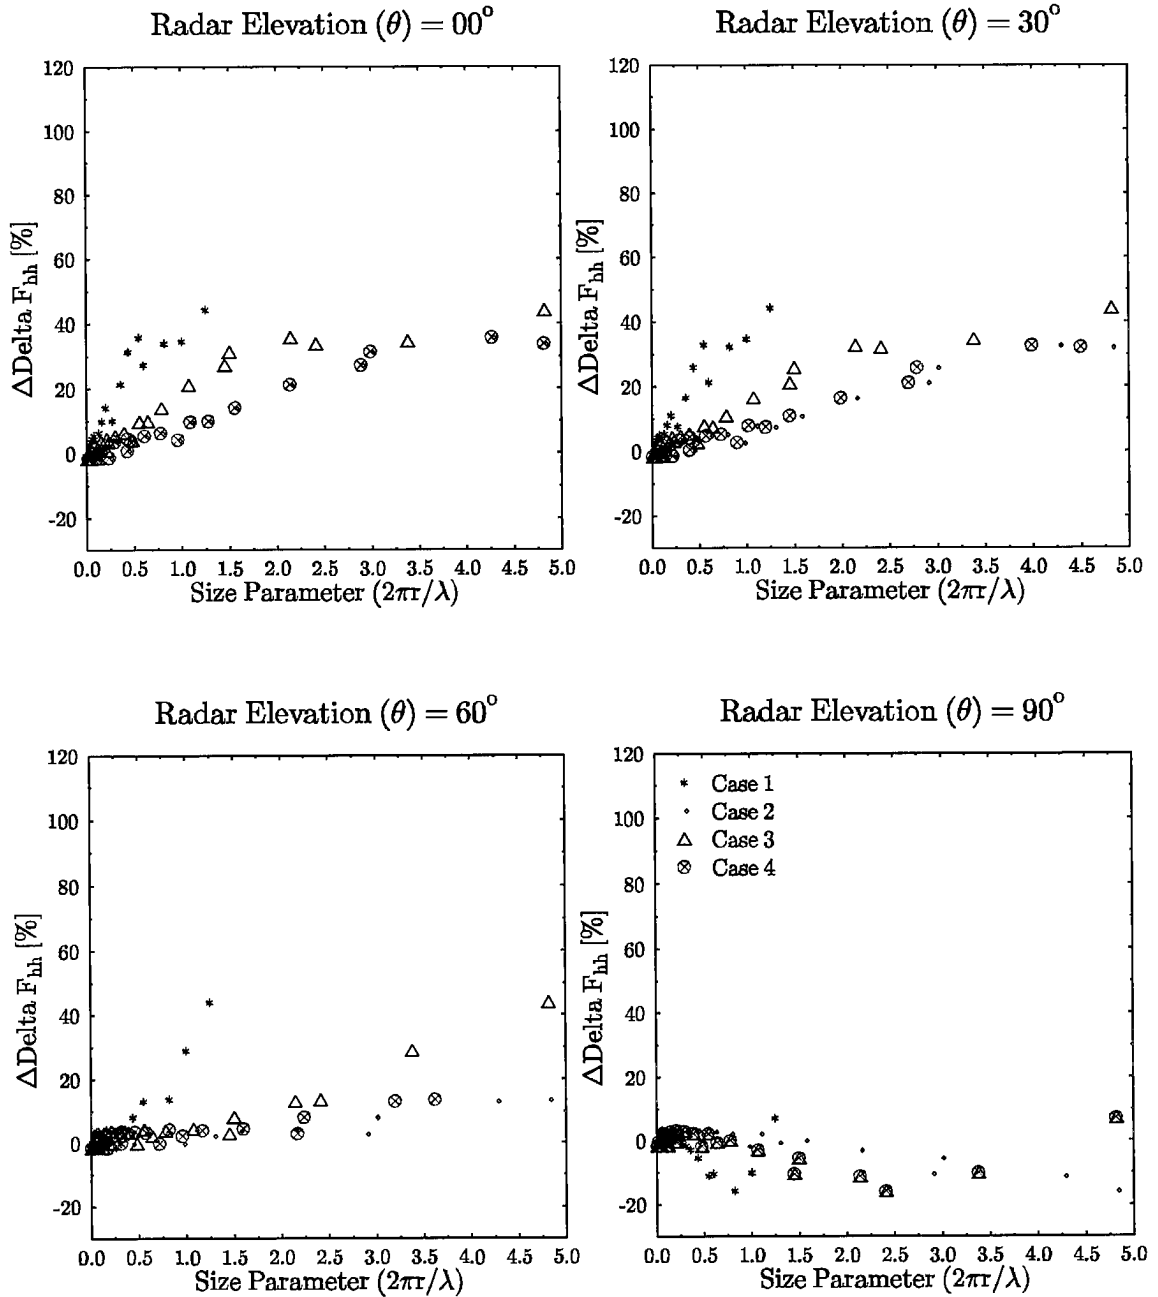 Radar Elevation (θ) = 00°
120
100
80
60
40
20
0
-20
ΔDelta F_hh [%]
0.0 0.5 1.0 1.5 2.0 2.5 3.0 3.5 4.0 4.5 5.0
Size Parameter (2πr/λ)
Radar Elevation (θ) = 30°
120
100
80
60
40
20
0
-20
ΔDelta F_hh [%]
0.0 0.5 1.0 1.5 2.0 2.5 3.0 3.5 4.0 4.5 5.0
Size Parameter (2πr/λ)
Radar Elevation (θ) = 60°
120
100
80
60
40
20
0
-20
ΔDelta F_hh [%]
0.0 0.5 1.0 1.5 2.0 2.5 3.0 3.5 4.0 4.5 5.0
Size Parameter (2πr/λ)
Radar Elevation (θ) = 90°
120
100
80
60
40
20
0
-20
ΔDelta F_hh [%]
Case 1
Case 2
Case 3
Case 4
0.0 0.5 1.0 1.5 2.0 2.5 3.0 3.5 4.0 4.5 5.0
Size Parameter (2πr/λ)